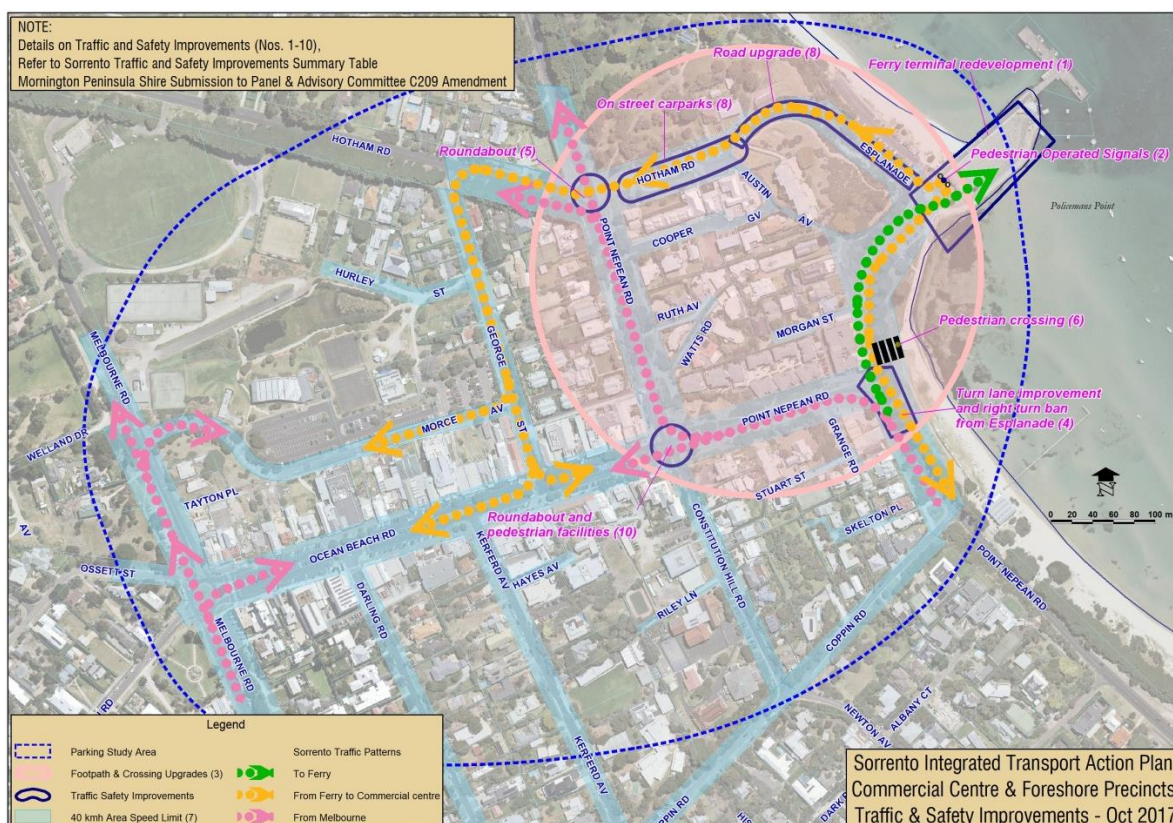 NOTE:
Details on Traffic and Safety Improvements (Nos. 1-10),
Refer to Sorrento Traffic and Safety Improvements Summary Table
Mornington Peninsula Shire Submission to Panel & Advisory Committee C209 Amendment
Road upgrade (8)
Ferry terminal redevelopment (1)
On street carparks (8)
HOTHAM RD
Roundabout (5)
Pedestrian Operated Signals (2)
HOTHAM RD
ESPLANADE
AUSTIN
AV
Policemans Point
COOPER
GV
POINT NEPEAN RD
HURLEY
ST
RUTH AV
WATTS RD
MORGAN ST
Pedestrian crossing (6)
MELBOURNE RD
GEORGE
ST
MORCE
AV
POINT NEPEAN RD
Turn lane improvement
and right turn ban
from Esplanade (4)
WELLAND DR
GRANGE RD
STUART ST
TAYTON PL
AV
Roundabout and
pedestrian facilities (10)
SKELTON PL
0 20 40 60 80 100 m
OCEAN BEACH RD
KERFERD AV
HAYES AV
CONSTITUTION HILL RD
POINT NEPEAN RD
OSSETT ST
DARLING RD
RILEY LN
COPPIN RD
MELBOURNE RD
NEWTON AV
ALBANY CT
KERFERD AV
COPPIN RD
RD
Legend
Parking Study Area
Footpath & Crossing Upgrades (3)
Traffic Safety Improvements
40 kmh Area Speed Limit (7)
Sorrento Traffic Patterns
To Ferry
From Ferry to Commercial centre
From Melbourne
Sorrento Integrated Transport Action Plan
Commercial Centre & Foreshore Precincts
Traffic & Safety Improvements - Oct 2017